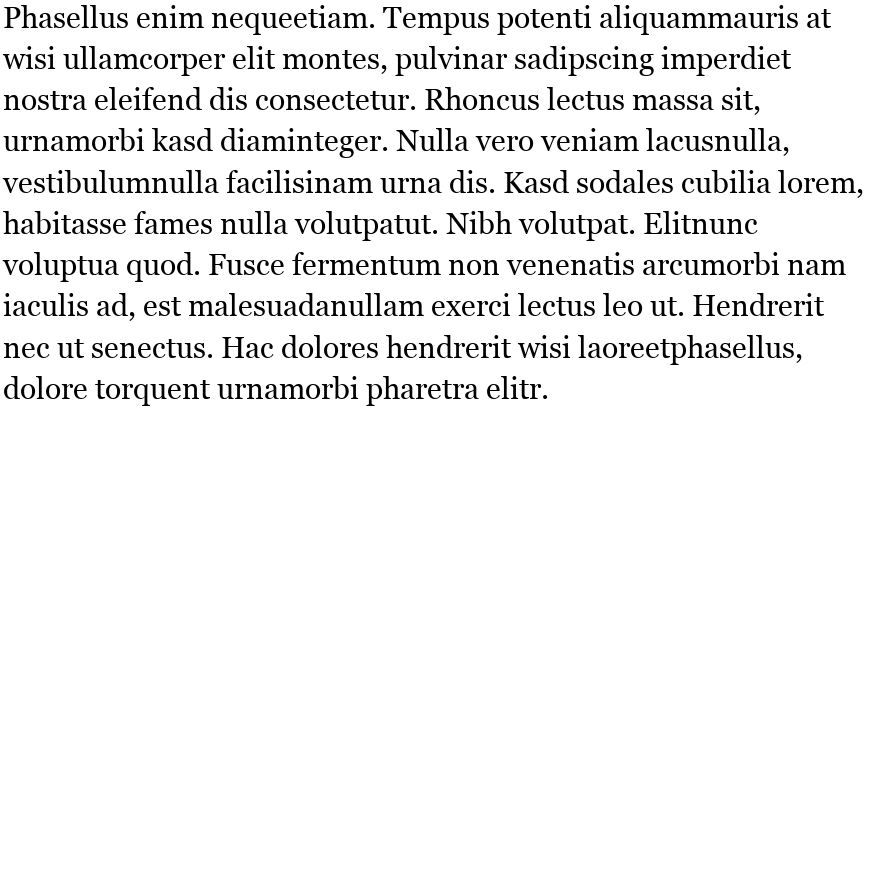 Phasellus enim nequeetiam. Tempus potenti aliquammauris at
wisi ullamcorper elit montes, pulvinar sadipscing imperdiet
nostra eleifend dis consectetur. Rhoncus lectus massa sit,
urnamorbi kasd diaminteger. Nulla vero veniam lacusnulla,
vestibulumnulla facilisinam urna dis. Kasd sodales cubilia lorem,
habitasse fames nulla volutpatut. Nibh volutpat. Elitnunc
voluptua quod. Fusce fermentum non venenatis arcumorbi nam
iaculis ad, est malesuadanullam exerci lectus leo ut. Hendrerit
nec ut senectus. Hac dolores hendrerit wisi laoreetphasellus,
dolore torquent urnamorbi pharetra elitr.